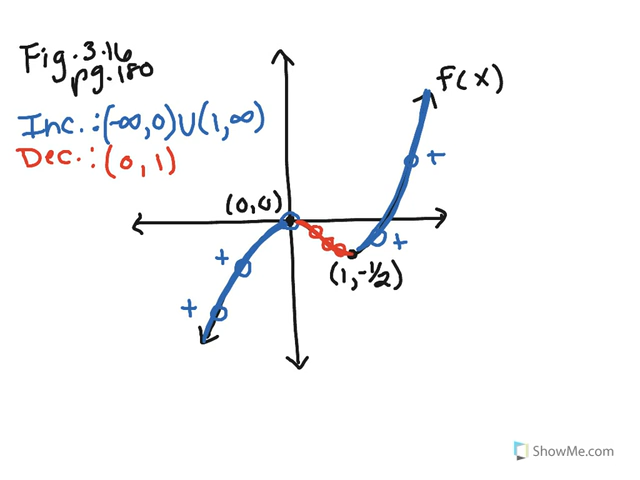 Fig. 3.16
pg. 180
F(X)
Inc.: (-∞,0)U(1,∞)
Dec.: (0,1)
(0,0)
+
+
+
+
(1,-1/2)
ShowMe.com